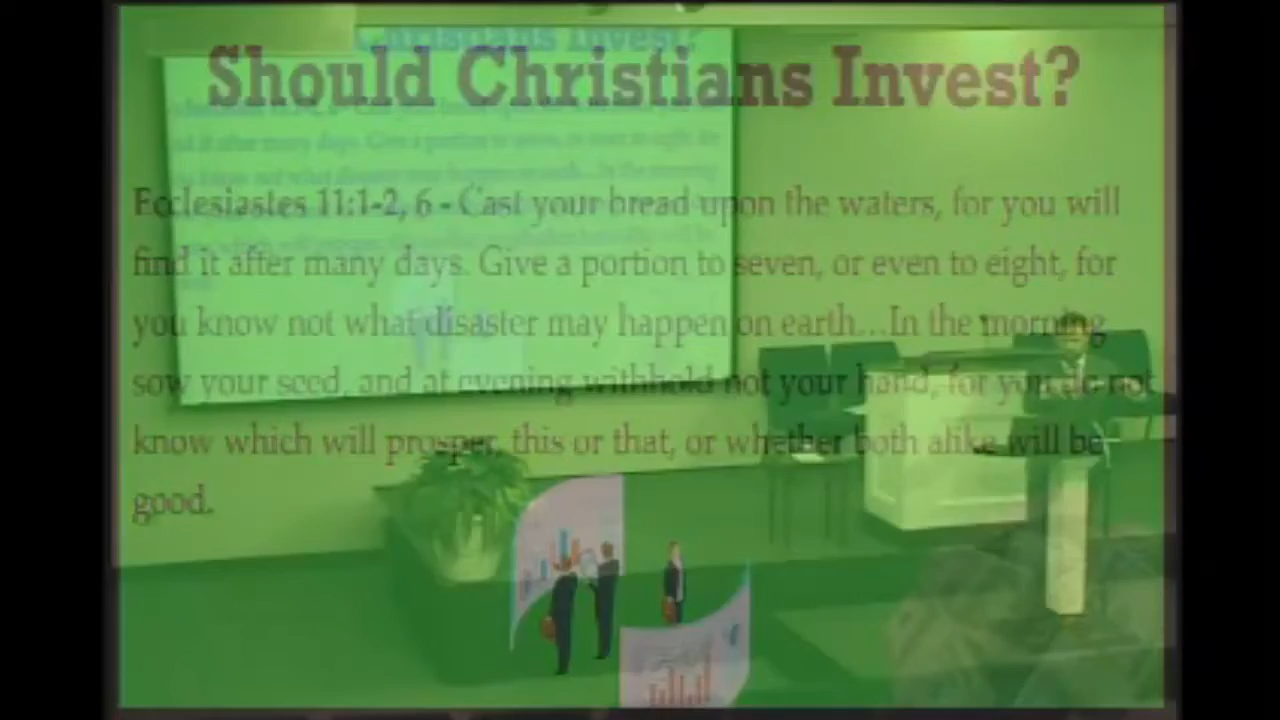 Should Christians Invest?
Ecclesiastes 11:1-2, 6 - Cast your bread upon the waters, for you will
find it after many days. Give a portion to seven, or even to eight, for
you know not what disaster may happen on earth…In the morning
sow your seed, and at evening withhold not your hand, for you do not
know which will prosper, this or that, or whether both alike will be
good.